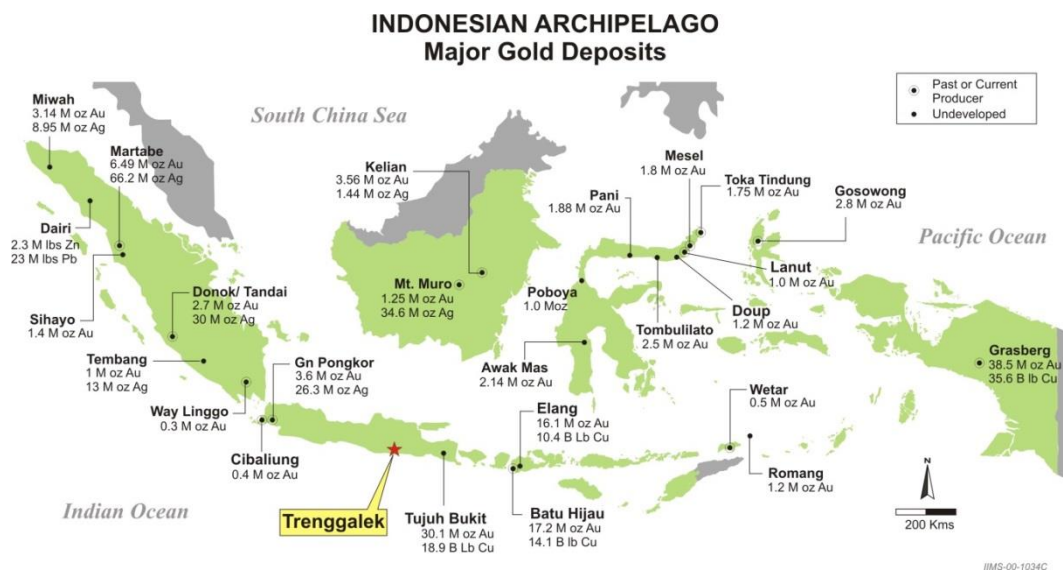 INDONESIAN ARCHIPELAGO
Major Gold Deposits
Past or Current
Producer
Undeveloped
South China Sea
Pacific Ocean
Indian Ocean
Miwah
3.14 M oz Au
8.95 M oz Ag
Martabe
6.49 M oz Au
66.2 M oz Ag
Dairi
2.3 M lbs Zn
23 M lbs Pb
Sihayo
1.4 M oz Au
Donok/ Tandai
2.7 M oz Au
30 M oz Ag
Tembang
1 M oz Au
13 M oz Ag
Way Linggo
0.3 M oz Au
Gn Pongkor
3.6 M oz Au
26.3 M oz Ag
Cibaliung
0.4 M oz Au
Trenggalek
Tujuh Bukit
30.1 M oz Au
18.9 B Lb Cu
Kelian
3.56 M oz Au
1.44 M oz Ag
Mt. Muro
1.25 M oz Au
34.6 M oz Ag
Elang
16.1 M oz Au
10.4 B Lb Cu
Batu Hijau
17.2 M oz Au
14.1 B lb Cu
Poboya
1.0 Moz
Awak Mas
2.14 M oz Au
Pani
1.88 M oz Au
Tombulilato
2.5 M oz Au
Mesel
1.8 M oz Au
Toka Tindung
1.75 M oz Au
Lanut
1.0 M oz Au
Doup
1.2 M oz Au
Gosowong
2.8 M oz Au
Wetar
0.5 M oz Au
Romang
1.2 M oz Au
Grasberg
38.5 M oz Au
35.6 B lb Cu
N
200 Kms
IIMS-00-1034C